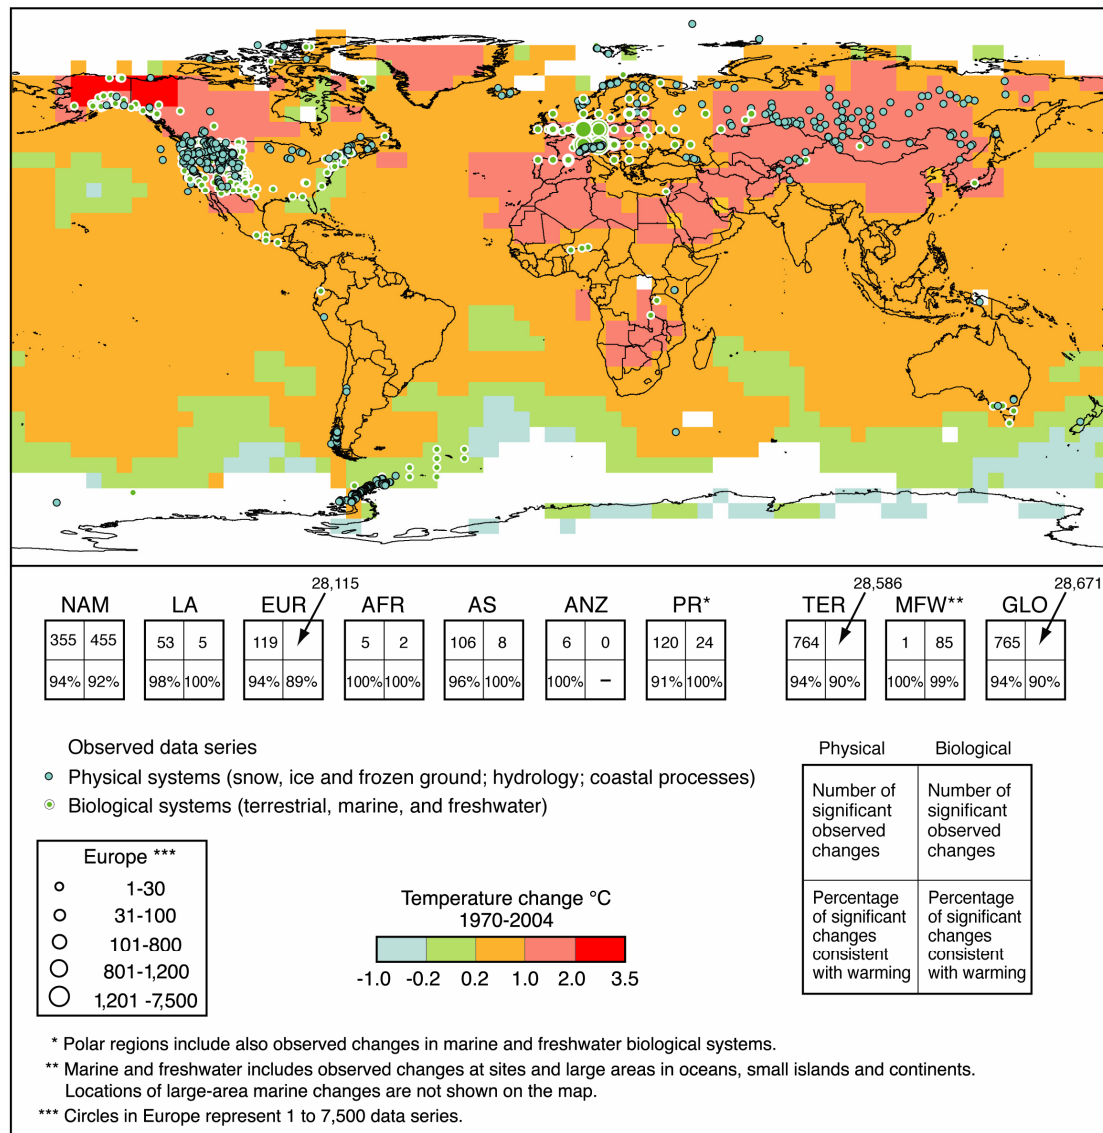 28,115
28,586
28,671
NAM LA EUR AFR AS ANZ PR* TER MFW** GLO
355 455 53 5 119 5 2 106 8 6 0 120 24 764 1 85 765
94% 92% 98% 100% 94% 89% 100% 100% 96% 100% 100% – 91% 100% 94% 90% 100% 99% 94% 90%
Observed data series
Physical systems (snow, ice and frozen ground; hydrology; coastal processes)
Biological systems (terrestrial, marine, and freshwater)
Europe ***
1-30
31-100
101-800
801-1,200
1,201 -7,500
Temperature change °C
1970-2004
-1.0 -0.2 0.2 1.0 2.0 3.5
Physical Biological
Number of
significant
observed
changes
Number of
significant
observed
changes
Percentage
of significant
changes
consistent
with warming
Percentage
of significant
changes
consistent
with warming
* Polar regions include also observed changes in marine and freshwater biological systems.
** Marine and freshwater includes observed changes at sites and large areas in oceans, small islands and continents.
Locations of large-area marine changes are not shown on the map.
*** Circles in Europe represent 1 to 7,500 data series.